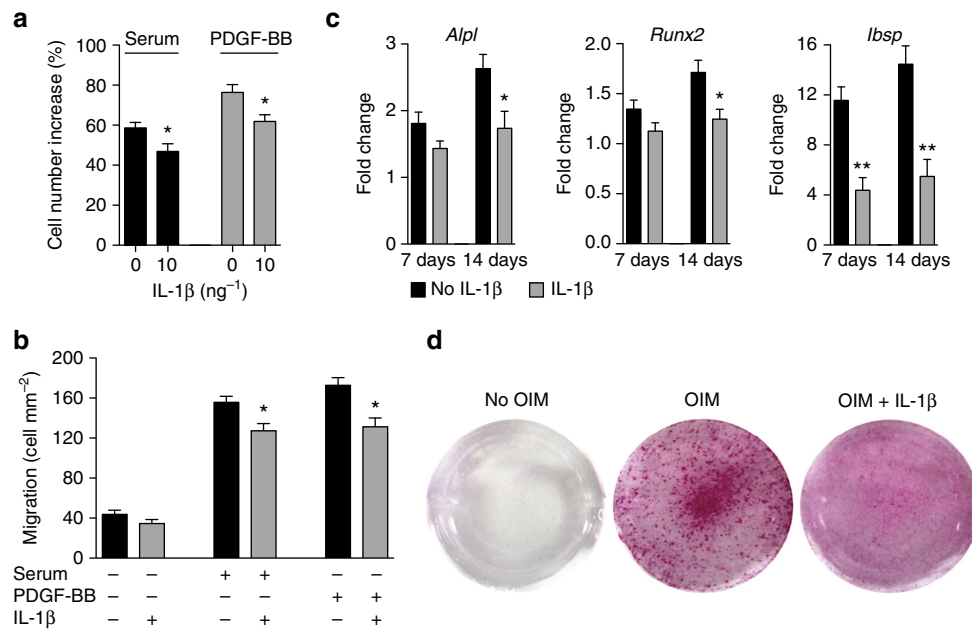 a
Serum PDGF-BB
Cell number increase (%)
100
80
60
40
20
0
0 10 0 10
IL-1β (ng⁻¹)
* *
c
Alpl
Fold change
3
2
1
0
*
7 days 14 days
Runx2
Fold change
2.0
1.5
1.0
0.5
0.0
*
7 days 14 days
Ibsp
Fold change
16
12
8
4
0
** **
7 days 14 days
No IL-1β IL-1β
b
Migration (cell mm⁻²)
200
160
120
80
40
0
* *
Serum – – + + – –
PDGF-BB – – – – + +
IL-1β – + – + – +
d
No OIM OIM OIM + IL-1β